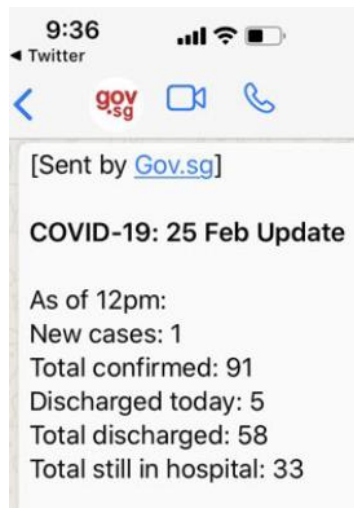 9:36
Twitter
gov
.sg
[Sent by Gov.sg]
COVID-19: 25 Feb Update
As of 12pm:
New cases: 1
Total confirmed: 91
Discharged today: 5
Total discharged: 58
Total still in hospital: 33